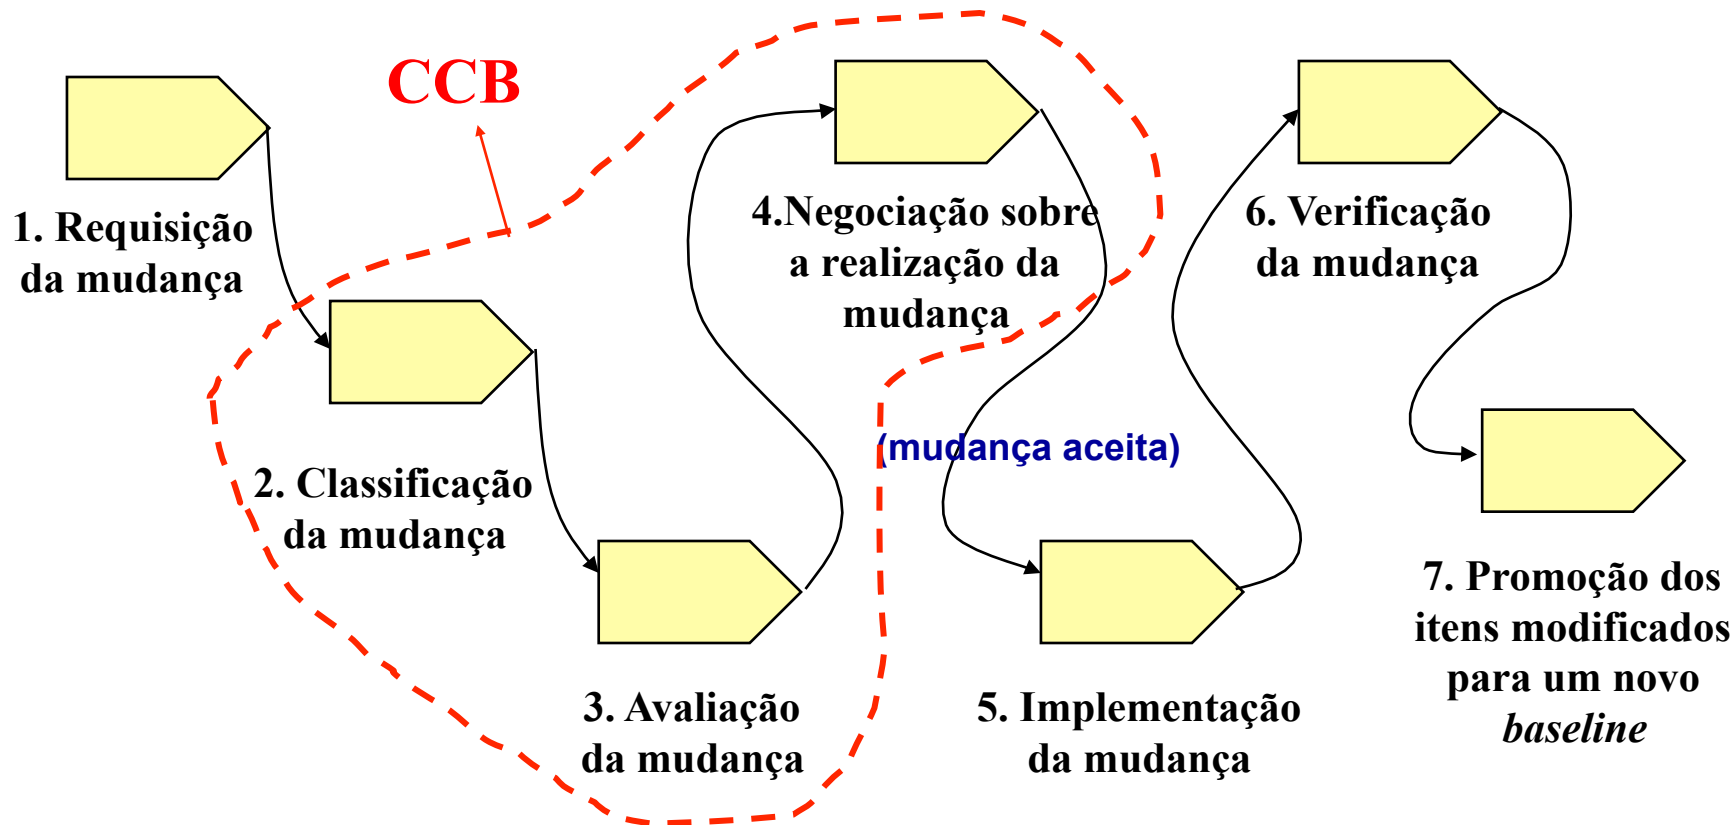 CCB
1. Requisição
da mudança
2. Classificação
da mudança
3. Avaliação
da mudança
4.Negociação sobre
a realização da
mudança
(mudança aceita)
5. Implementação
da mudança
6. Verificação
da mudança
7. Promoção dos
itens modificados
para um novo
baseline